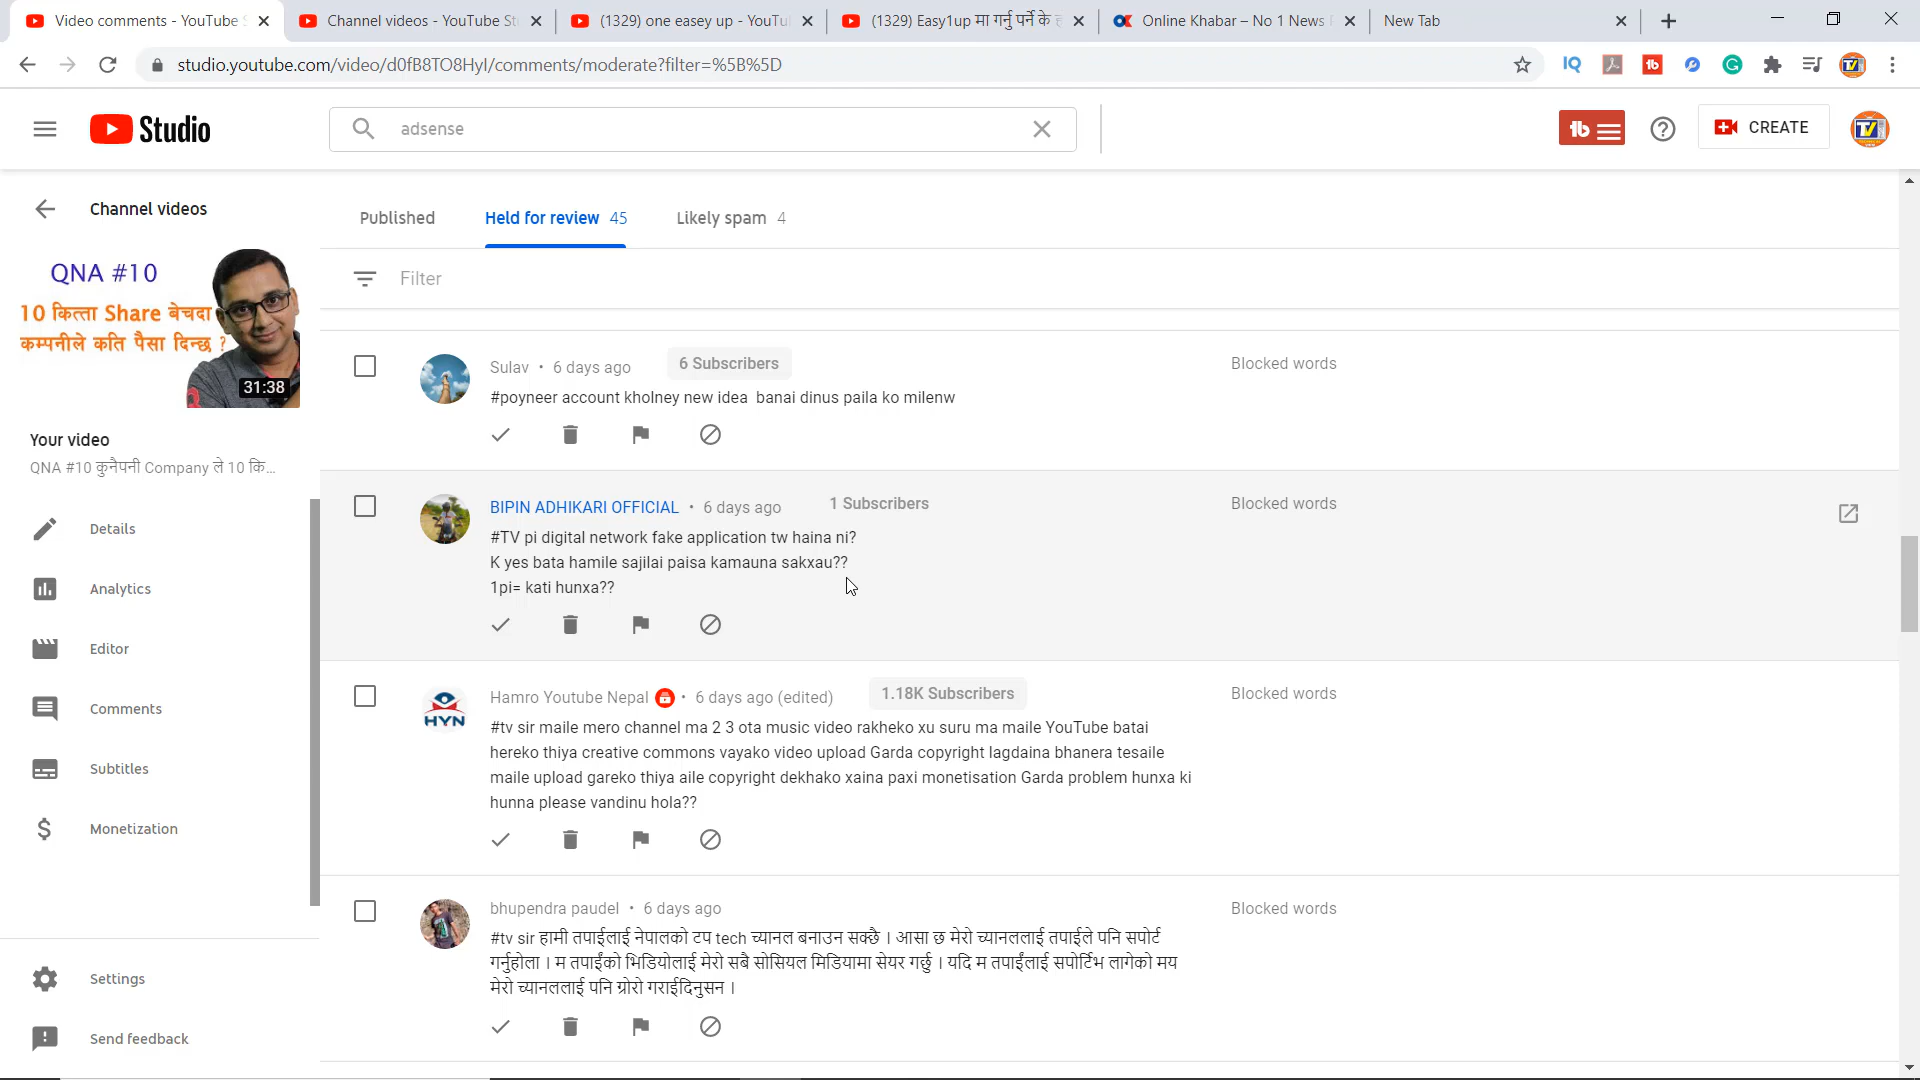 Video comments - YouTube S
Channel videos - YouTube St
(1329) one easey up - YouTu
(1329) Easy1up मा गर्नु पर्ने के ह
Online Khabar – No 1 News P
New Tab
studio.youtube.com/video/d0fB8TO8HyI/comments/moderate?filter=%5B%5D
Studio
adsense
CREATE
Channel videos
QNA #10
10 कित्ता Share बेचदा
कम्पनीले कति पैसा दिन्छ ?
31:38
Your video
QNA #10 कुनैपनी Company ले 10 कि...
Details
Analytics
Editor
Comments
Subtitles
Monetization
Settings
Send feedback
Published
Held for review 45
Likely spam 4
Filter
Sulav • 6 days ago
6 Subscribers
Blocked words
#poyneer account kholney new idea banai dinus paila ko milenw
BIPIN ADHIKARI OFFICIAL • 6 days ago
1 Subscribers
Blocked words
#TV pi digital network fake application tw haina ni?
K yes bata hamile sajilai paisa kamauna sakxau??
1pi= kati hunxa??
HYN
Hamro Youtube Nepal • 6 days ago (edited)
1.18K Subscribers
Blocked words
#tv sir maile mero channel ma 2 3 ota music video rakheko xu suru ma maile YouTube batai
hereko thiya creative commons vayako video upload Garda copyright lagdaina bhanera tesaile
maile upload gareko thiya aile copyright dekhako xaina paxi monetisation Garda problem hunxa ki
hunna please vandinu hola??
bhupendra paudel • 6 days ago
Blocked words
#tv sir हामी तपाईलाई नेपालको टप tech च्यानल बनाउन सक्छै । आसा छ मेरो च्यानललाई तपाईले पनि सपोर्ट
गर्नुहोला । म तपाईंको भिडियोलाई मेरो सबै सोसियल मिडियामा सेयर गर्छु । यदि म तपाईंलाई सपोर्टिभ लागेको मय
मेरो च्यानललाई पनि ग्रोरो गराईदिनुसन ।